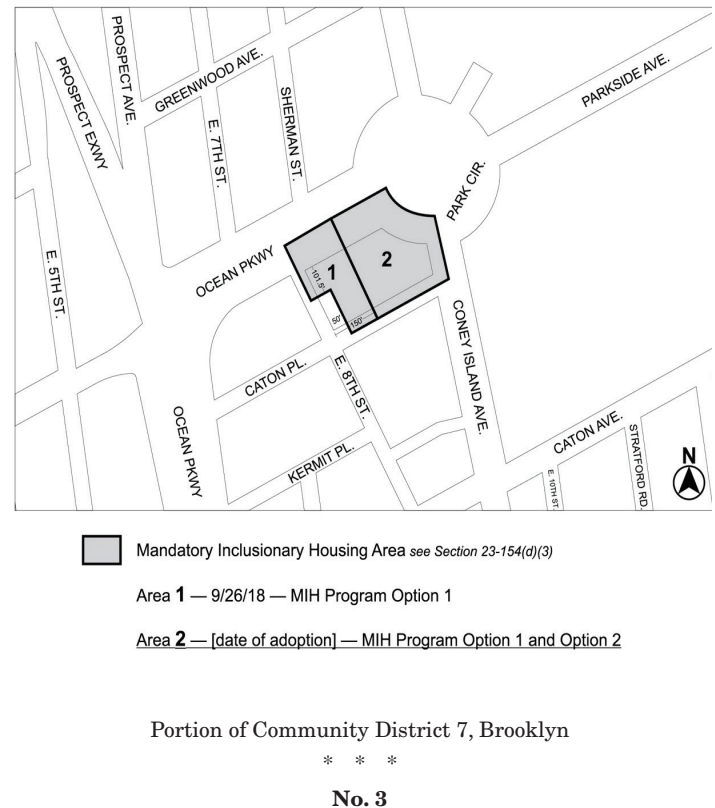 PROSPECT EXWY
PROSPECT AVE.
GREENWOOD AVE.
E. 7TH ST.
SHERMAN ST.
PARKSIDE AVE.
PARK CIR.
E. 5TH ST.
OCEAN PKWY
1
2
101.5'
50'
150'
CATON PL.
E. 8TH ST.
CONEY ISLAND AVE.
OCEAN PKWY
KERMIT PL.
CATON AVE.
E. 10TH ST.
STRATFORD RD.
N
Mandatory Inclusionary Housing Area see Section 23-154(d)(3)
Area 1 — 9/26/18 — MIH Program Option 1
Area 2 — [date of adoption] — MIH Program Option 1 and Option 2
Portion of Community District 7, Brooklyn
* * *
No. 3